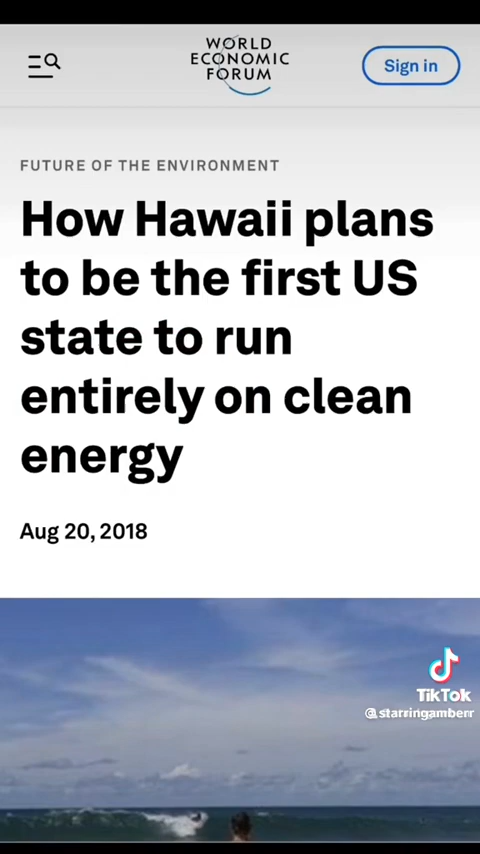 WORLD
ECONOMIC
FORUM
Sign in
FUTURE OF THE ENVIRONMENT
How Hawaii plans
to be the first US
state to run
entirely on clean
energy
Aug 20, 2018
TikTok
@starringamberr